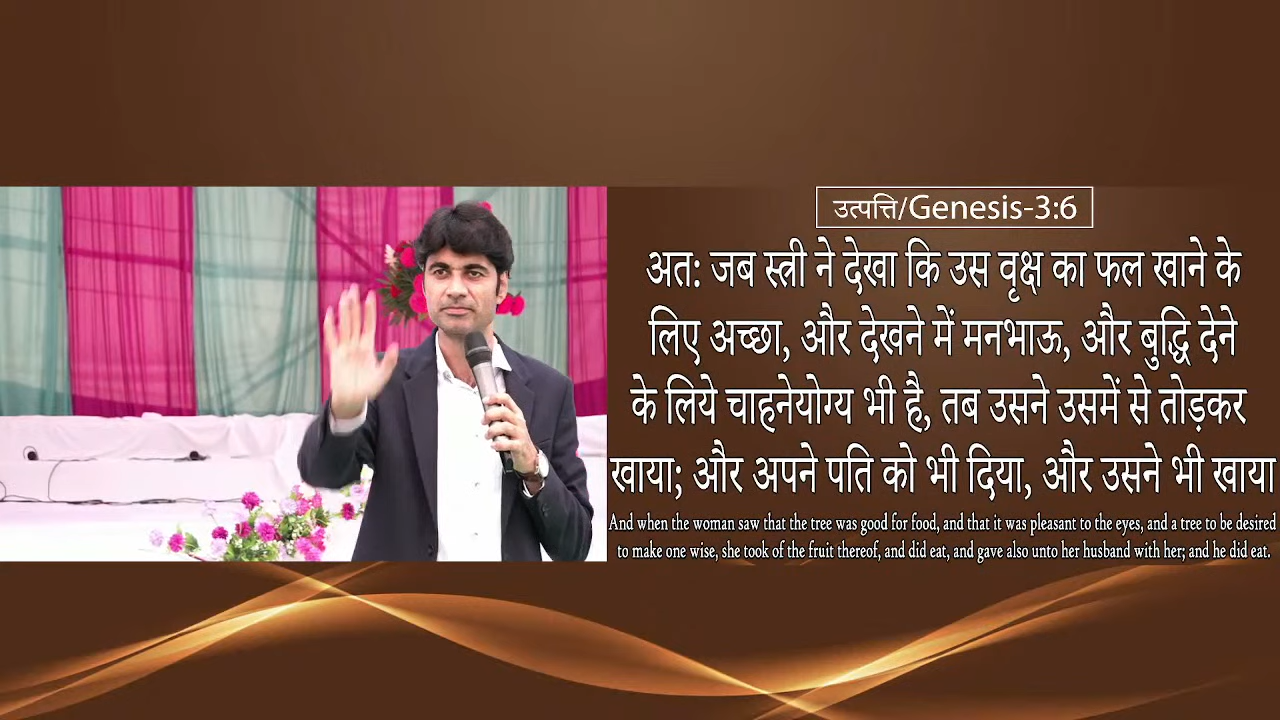 उत्पत्ति/Genesis-3:6
अत: जब स्त्री ने देखा कि उस वृक्ष का फल खाने के
लिए अच्छा, और देखने में मनभाऊ, और बुद्धि देने
के लिये चाहनेयोग्य भी है, तब उसने उसमें से तोड़कर
खाया; और अपने पति को भी दिया, और उसने भी खाया
And when the woman saw that the tree was good for food, and that it was pleasant to the eyes, and a tree to be desired
to make one wise, she took of the fruit thereof, and did eat, and gave also unto her husband with her; and he did eat.